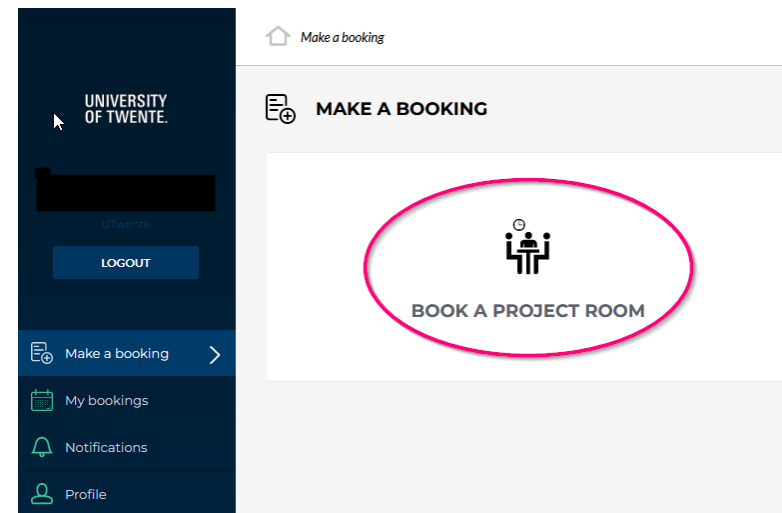 UNIVERSITY
OF TWENTE.
UTwente
LOGOUT
Make a booking
My bookings
Notifications
Profile
Make a booking
MAKE A BOOKING
BOOK A PROJECT ROOM